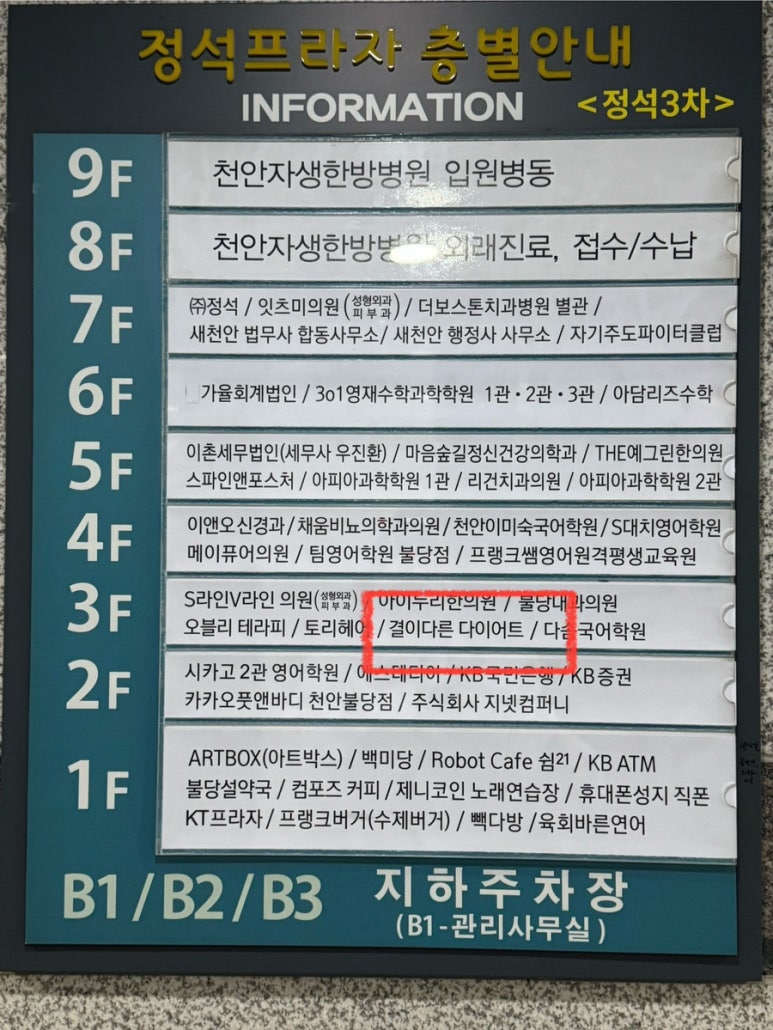 정석프라자 층별안내
INFORMATION <정석3차>
9F 천안자생한방병원 입원병동
8F 천안자생한방병원 외래진료, 접수/수납
7F ㈜정석 / 잇츠미의원(성형외과 피부과) / 더보스톤치과병원 별관 /
새천안 법무사 합동사무소/ 새천안 행정사 사무소 / 자기주도파이터클럽
6F 가율회계법인 / 3o1영재수학과학학원 1관・2관・3관 / 아담리즈수학
5F 이촌세무법인(세무사 우진환) / 마음숲길정신건강의학과 / THE예그린한의원
스파인앤포스처 / 아피아과학학원 1관 / 리건치과의원 / 아피아과학학원 2관
4F 이앤오신경과/채움비뇨의학과의원/천안이미숙국어학원/S대치영어학원
메이퓨어의원 / 팀영어학원 불당점 / 프랭크쌤영어원격평생교육원
3F S라인V라인 의원(성형외과 피부과) / 아이누리한의원 / 불당내과의원
오블리 테라피 / 토리헤어 /결이다른 다이어트 / 다솜국어학원
2F 시카고 2관 영어학원/ 에스테티아 / KB국민은행 / KB증권
카카오풋앤바디 천안불당점 / 주식회사 지넷컴퍼니
1F ARTBOX(아트박스) / 백미당 / Robot Cafe 쉼21 / KB ATM
불당설약국 / 컴포즈 커피 /제니코인 노래연습장 / 휴대폰성지 직폰
KT프라자 / 프랭크버거(수제버거) / 빽다방 /육회바른연어
B1/B2/B3 지하주차장
(B1-관리사무실)